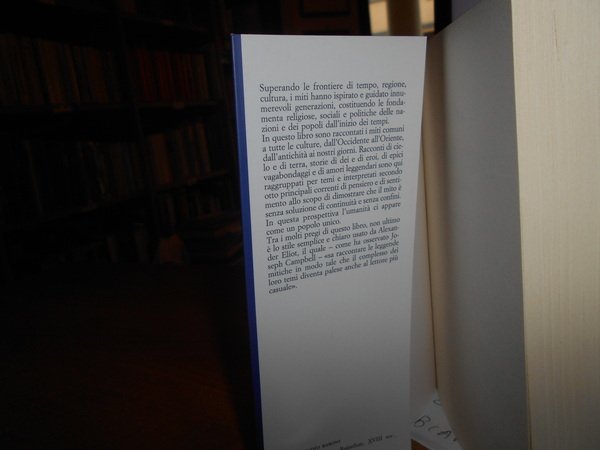 Superando le frontiere di tempo, regione,
cultura, i miti hanno ispirato e guidato innu-
merevoli generazioni, costituendo le fonda-
menta religiose, sociali e politiche delle na-
zioni e dei popoli dall'inizio dei tempi.
In questo libro sono raccontati i miti comuni
a tutte le culture, dall'Occidente all'Oriente,
dall'antichità ai nostri giorni. Racconti di cie-
lo e di terra, storie di dei e di eroi, di epici
vagabondaggi e di amori leggendari sono qui
raggruppati per temi e interpretati secondo
otto principali correnti di pensiero e di senti-
mento allo scopo di dimostrare che il mito è
senza soluzione di continuità e senza confini.
In questa prospettiva l'umanità ci appare
come un popolo unico.
Tra i molti pregi di questo libro, non ultimo
è lo stile semplice e chiaro usato da Alexan-
der Eliot, il quale – come ha osservato Jo-
seph Campbell – «sa raccontare le leggende
mitiche in modo tale che il complesso dei
loro temi diventa palese anche al lettore più
casuale».
XVIII